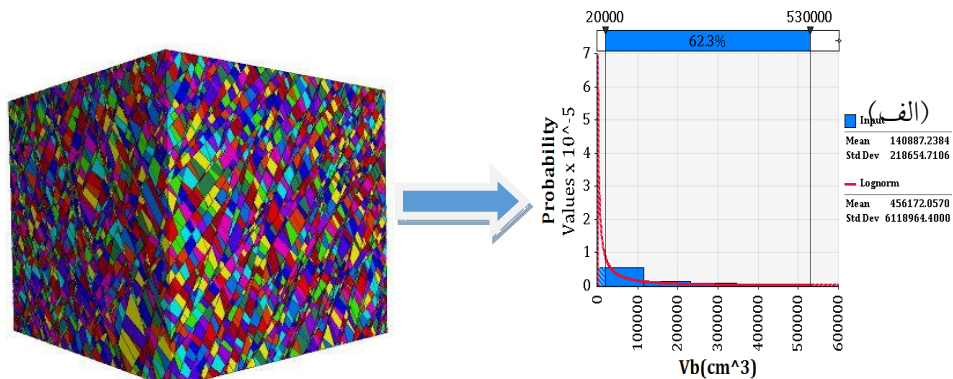 20000 530000
62.3%
7
6
5
4
3
2
1
0
Probability
Values x 10^-5
0
100000
200000
300000
400000
500000
600000
Vb(cm^3)
(الف)
Input
Mean 140887.2384
Std Dev 218654.7106
Lognorm
Mean 456172.0570
Std Dev 6118964.4000